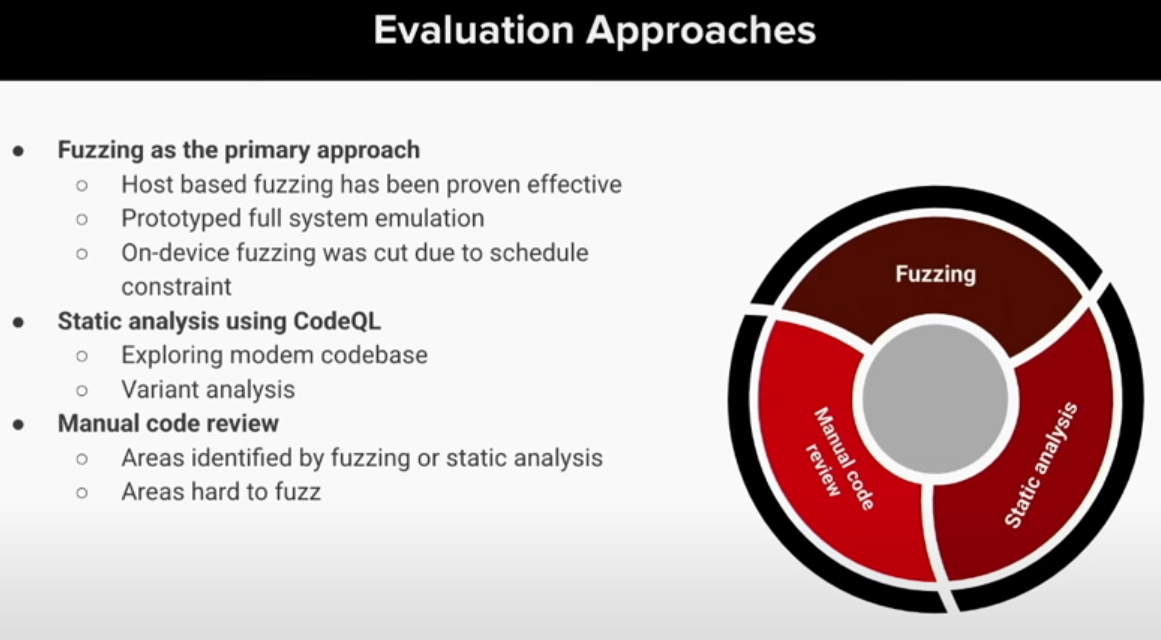 Evaluation Approaches
● Fuzzing as the primary approach
○ Host based fuzzing has been proven effective
○ Prototyped full system emulation
○ On-device fuzzing was cut due to schedule
constraint
● Static analysis using CodeQL
○ Exploring modem codebase
○ Variant analysis
● Manual code review
○ Areas identified by fuzzing or static analysis
○ Areas hard to fuzz
Fuzzing
Manual code
review
Static analysis